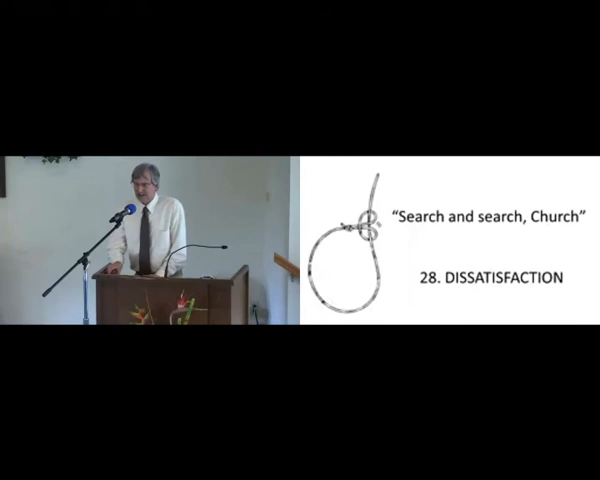 “Search and search, Church”
28. DISSATISFACTION